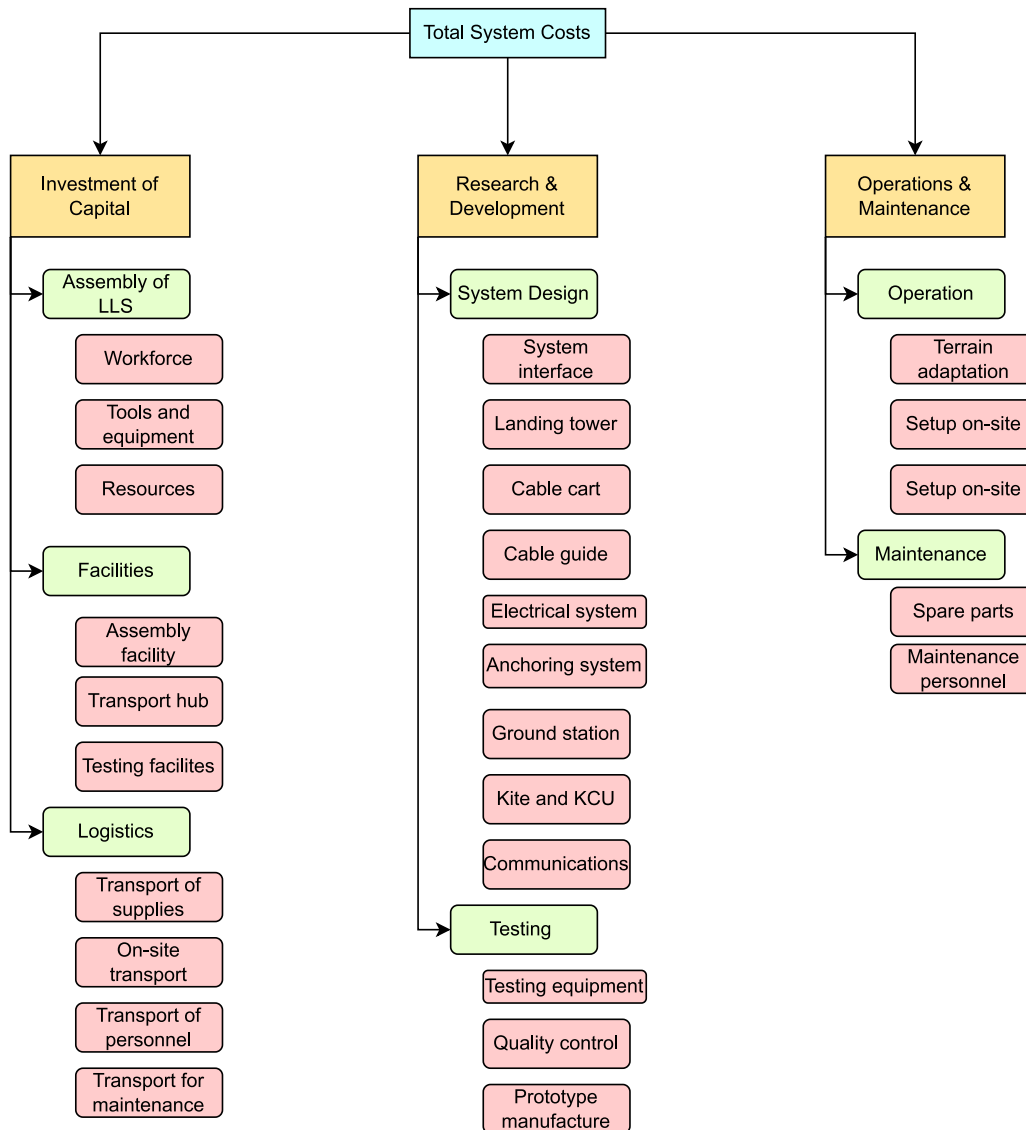 Total System Costs
Investment of
Capital
Assembly of
LLS
Workforce
Tools and
equipment
Resources
Facilities
Assembly
facility
Transport hub
Testing facilites
Logistics
Transport of
supplies
On-site
transport
Transport of
personnel
Transport for
maintenance
Research &
Development
System Design
System
interface
Landing tower
Cable cart
Cable guide
Electrical system
Anchoring system
Ground station
Kite and KCU
Communications
Testing
Testing equipment
Quality control
Prototype
manufacture
Operations &
Maintenance
Operation
Terrain
adaptation
Setup on-site
Setup on-site
Maintenance
Spare parts
Maintenance
personnel